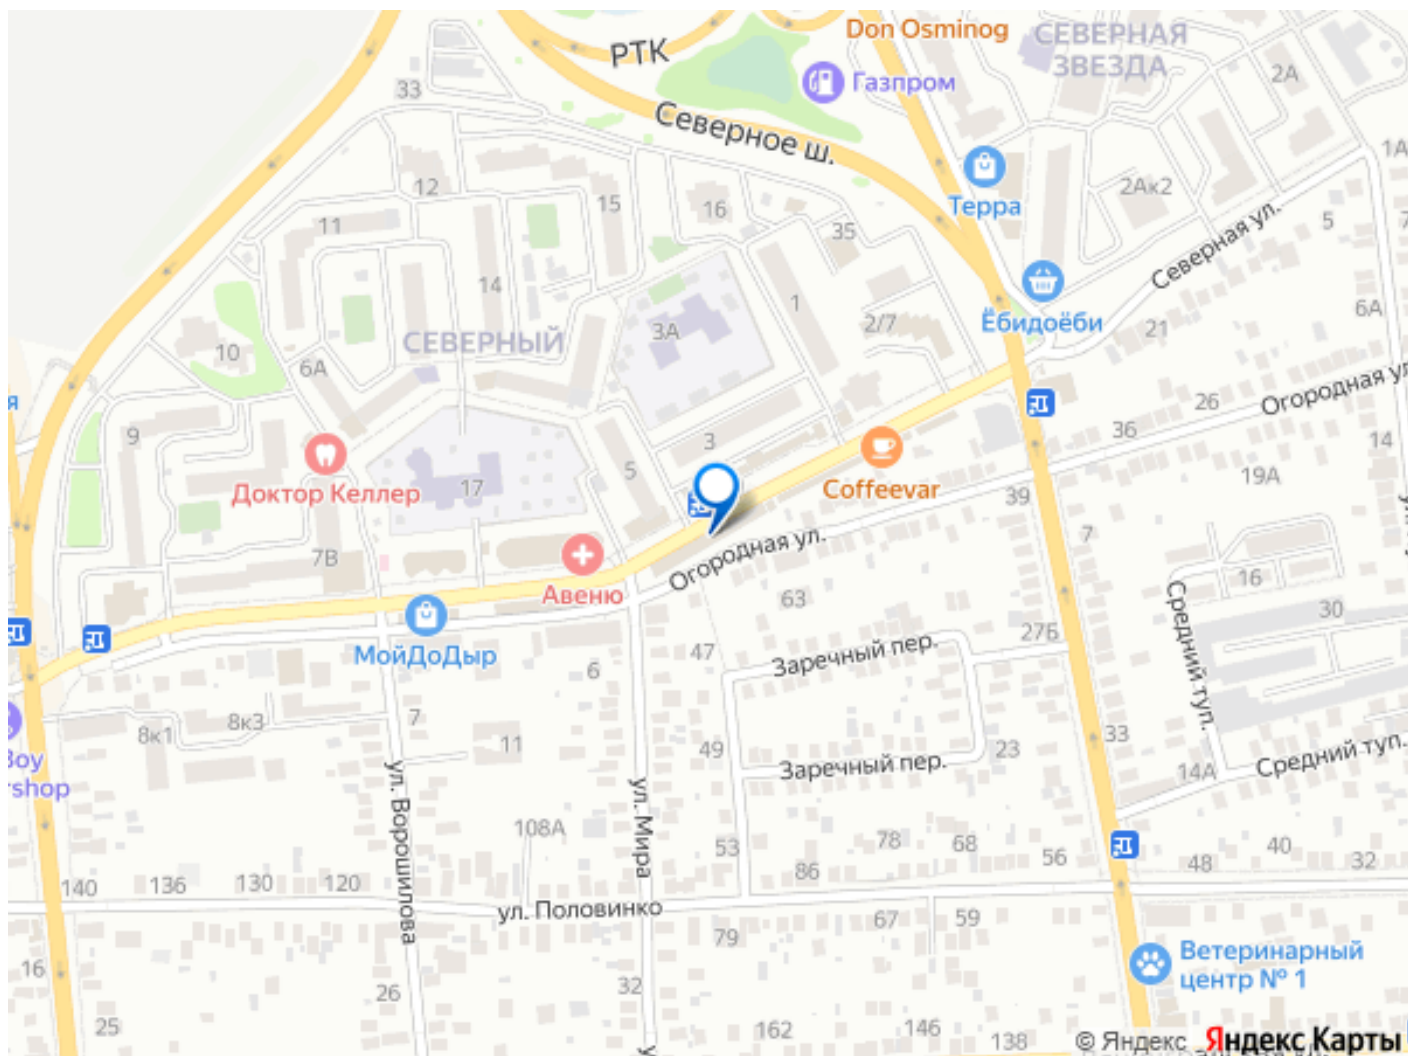 Don Osminog
СЕВЕРНАЯ
ЗВЕЗДА
РТК
2А
Газпром
33
Северное ш.
1А
12
Терра
2Ак2
15
16
11
35
5
7
Северная ул.
14
1
6А
3А
2/7
Ёбидоёби
21
СЕВЕРНЫЙ
10
6А
я
Огородная ул.
26
36
9
3
14
5
19А
Доктор Келлер
17
Coffeevar
39
7
7В
Огородная ул.
16
Авеню
63
30
27Б
Средний туп.
МойДоДыр
47
Заречный пер.
6
8к1
8к3
7
11
49
23
33
Boy
rshop
Заречный пер.
14А
Средний туп.
ул. Ворошилова
ул. Мира
108А
53
78
68
56
86
48
40
32
140
136
130
120
ул. Половинко
67
59
79
16
Ветеринарный
центр № 1
32
26
25
162
146
138
© Яндекс Яндекс Карты